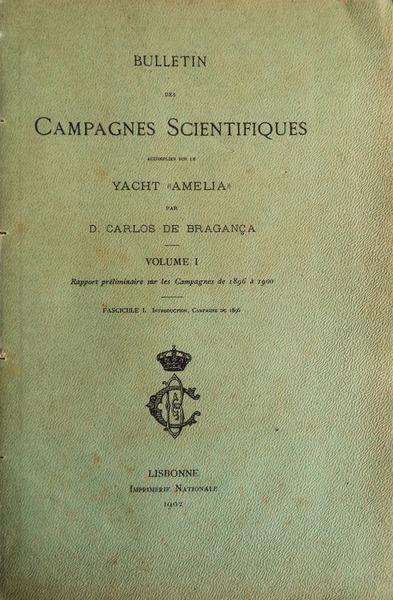 BULLETIN
DES
CAMPAGNES SCIENTIFIQUES
ACCOMPLIES SUR LE
YACHT «AMELIA»
PAR
D. CARLOS DE BRAGANÇA
VOLUME I
Rapport préliminaire sur les Campagnes de 1896 à 1900
FASCICULE I. INTRODUCTION, CAMPAGNE DE 1896
LISBONNE
IMPRIMERIE NATIONALE
1902